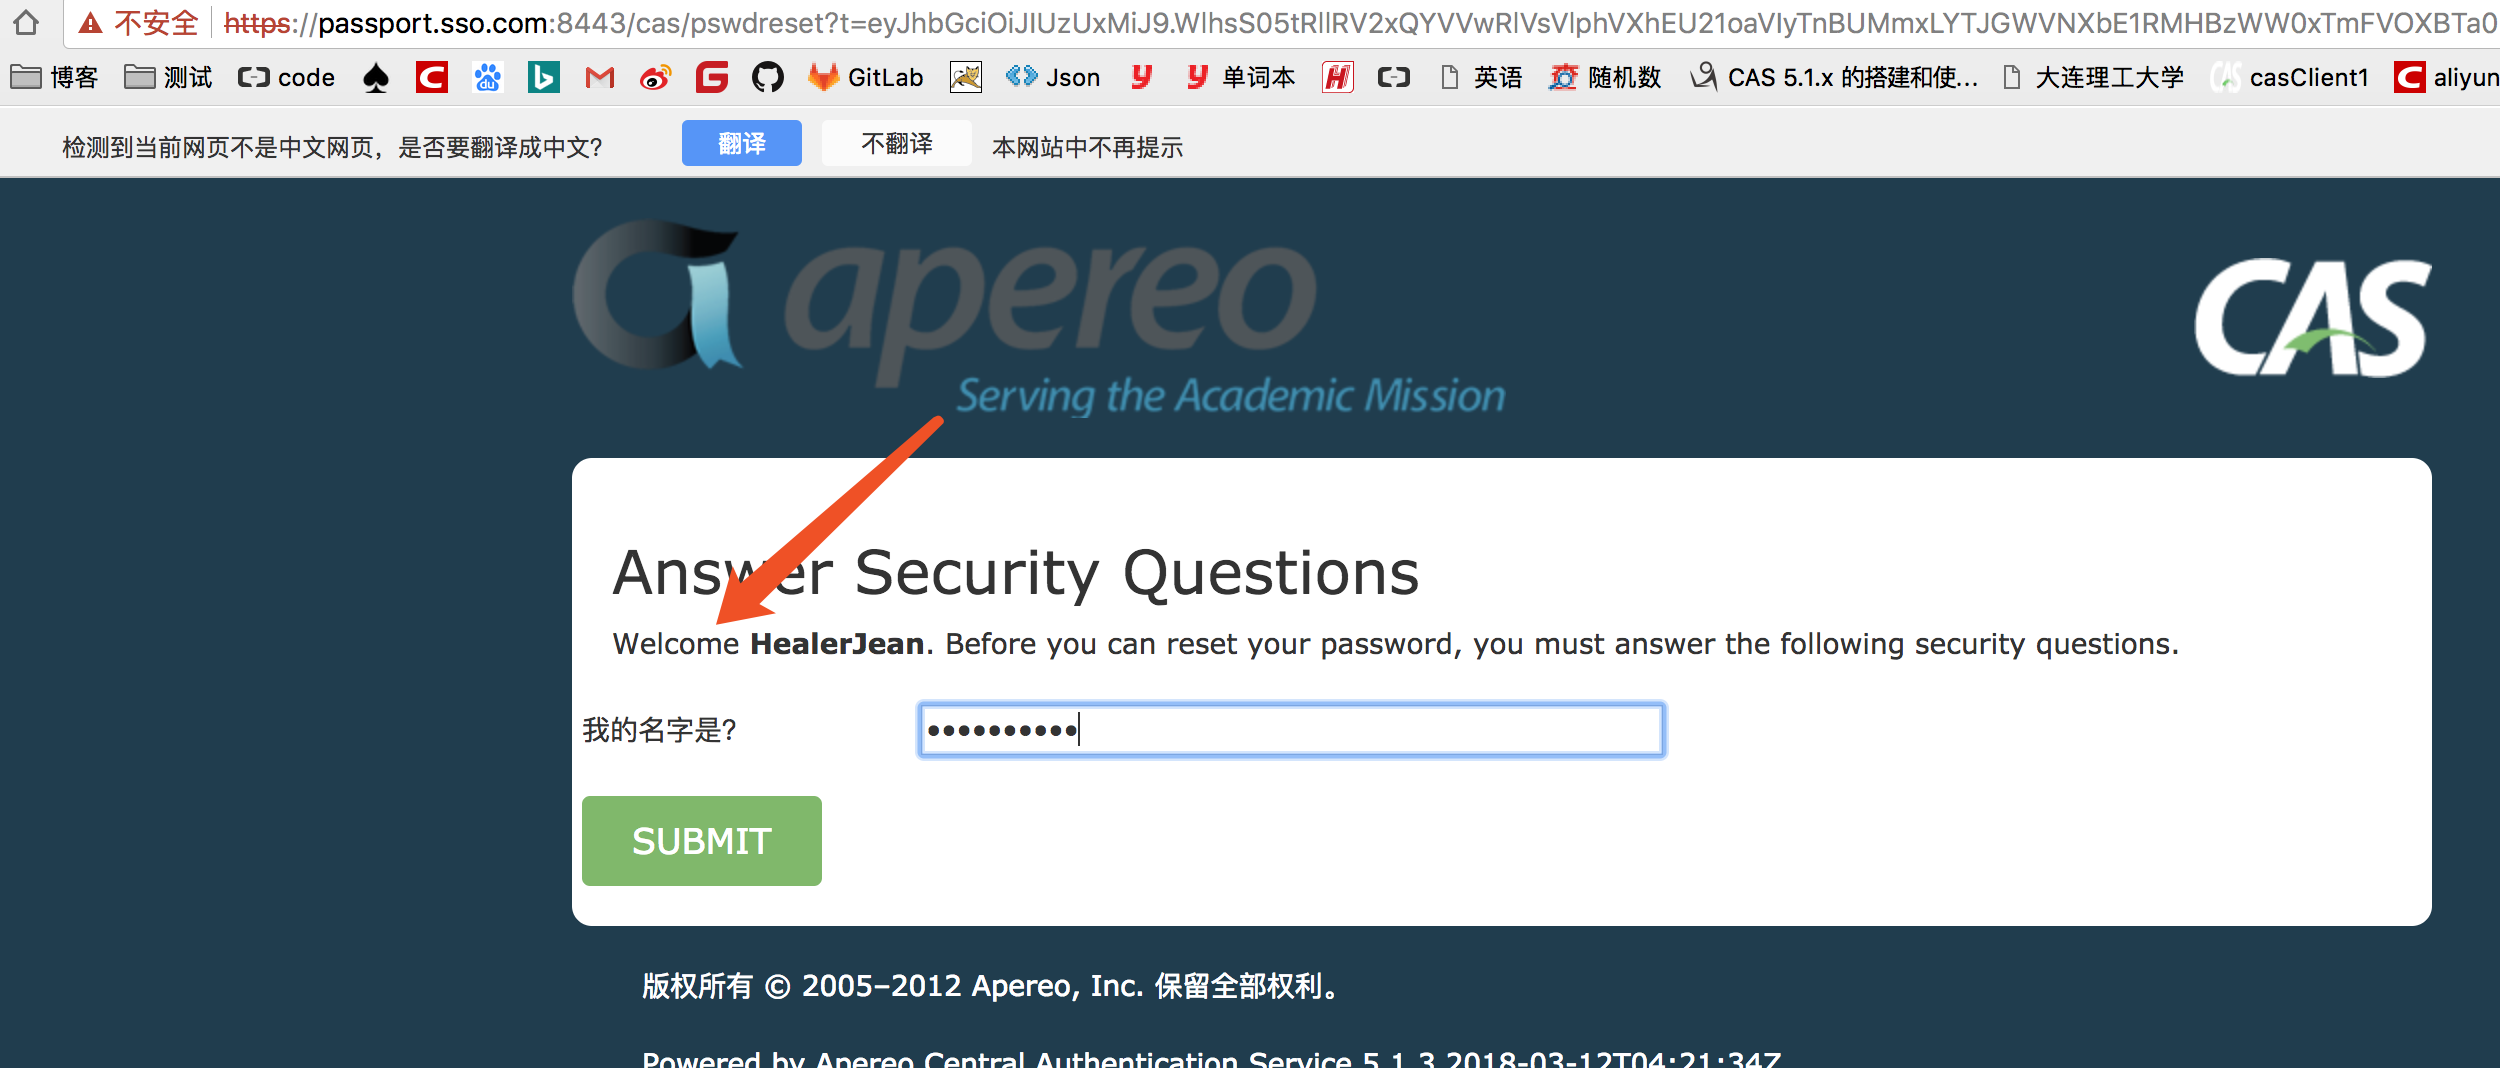 不安全 https://passport.sso.com:8443/cas/pswdreset?t=
博客 测试 code GitLab Json 单词本 英语 随机数 CAS 5.1.x 的搭建和使... 大连理工大学 casClient1 aliyun
检测到当前网页不是中文网页，是否要翻译成中文? 翻译 不翻译 本网站中不再提示
apereo
Serving the Academic Mission
CAS
Answer Security Questions
Welcome HealerJean. Before you can reset your password, you must answer the following security questions.
我的名字是?
SUBMIT
版权所有 © 2005–2012 Apereo, Inc. 保留全部权利。
Powered by Apereo Central Authentication Service 5.1.3 2018-03-12T04:21:34Z